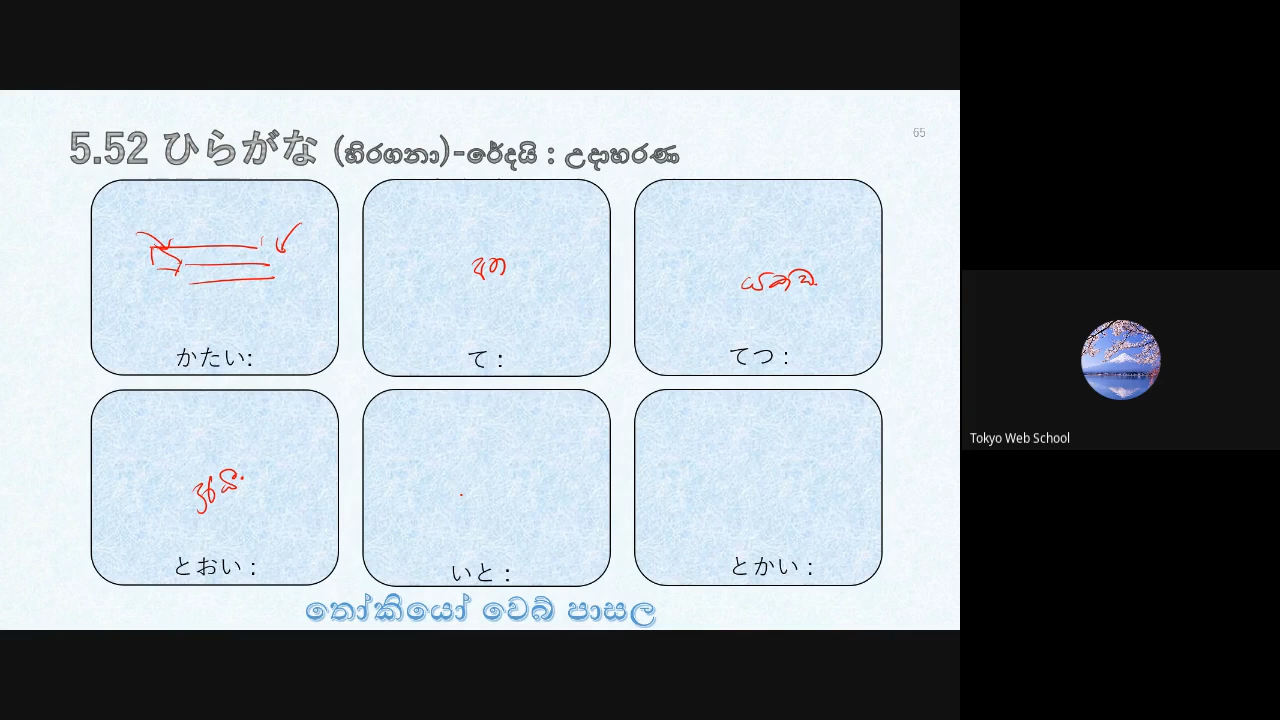 5.52 ひらがな (හිරගනා)-රේදයි : උදාහරණ
65
අත
යකඩ
かたい:
て :
てつ :
දුරයි.
とおい :
いと :
とかい :
තෝකියෝ වෙබ් පාසල
Tokyo Web School